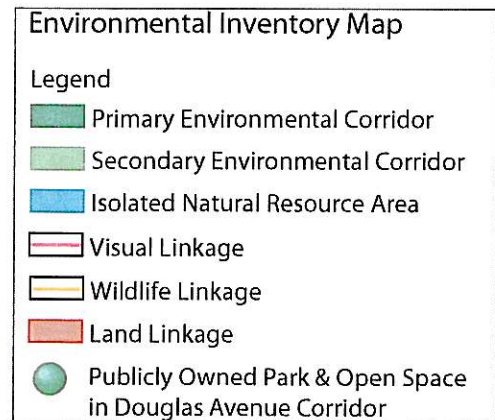 Environmental Inventory Map
Legend
Primary Environmental Corridor
Secondary Environmental Corridor
Isolated Natural Resource Area
Visual Linkage
Wildlife Linkage
Land Linkage
Publicly Owned Park & Open Space
in Douglas Avenue Corridor